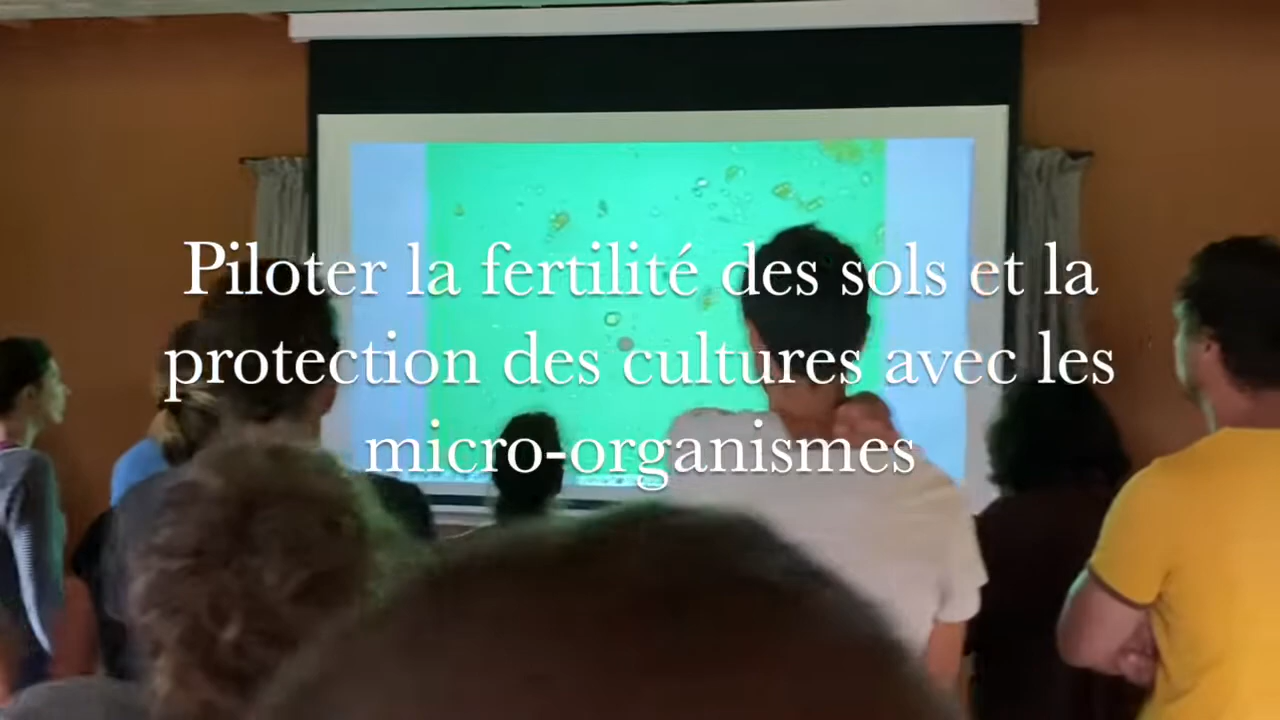 Piloter la fertilité des sols et la
protection des cultures avec les
micro-organismes